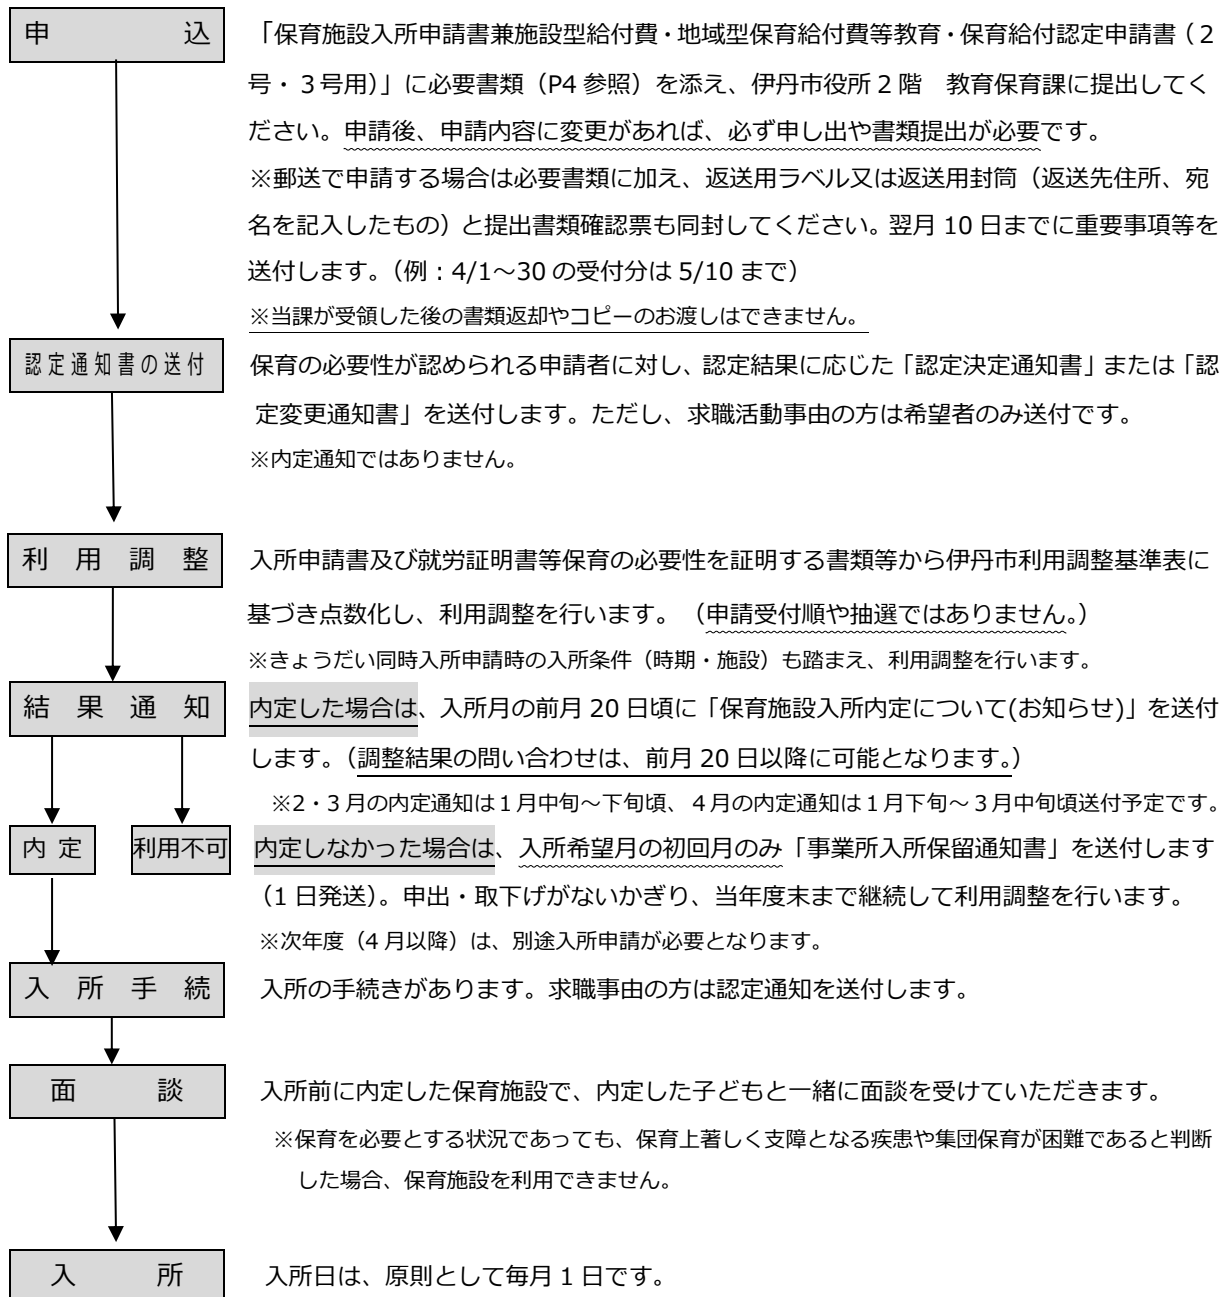 申　込
「保育施設入所申請書兼施設型給付費・地域型保育給付費等教育・保育給付認定申請書（２
号・３号用）」に必要書類（P4 参照）を添え、伊丹市役所２階　教育保育課に提出してく
ださい。申請後、申請内容に変更があれば、必ず申し出や書類提出が必要です。
※郵送で申請する場合は必要書類に加え、返送用ラベル又は返送用封筒（返送先住所、宛
名を記入したもの）と提出書類確認票も同封してください。翌月 10 日までに重要事項等を
送付します。（例：4/1～30 の受付分は 5/10 まで）
※当課が受領した後の書類返却やコピーのお渡しはできません。
認定通知書の送付
保育の必要性が認められる申請者に対し、認定結果に応じた「認定決定通知書」または「認
定変更通知書」を送付します。ただし、求職活動事由の方は希望者のみ送付です。
※内定通知ではありません。
利用調整
入所申請書及び就労証明書等保育の必要性を証明する書類等から伊丹市利用調整基準表に
基づき点数化し、利用調整を行います。（申請受付順や抽選ではありません。）
※きょうだい同時入所申請時の入所条件（時期・施設）も踏まえ、利用調整を行います。
結果通知
内定した場合は、入所月の前月 20 日頃に「保育施設入所内定について(お知らせ)」を送付
します。（調整結果の問い合わせは、前月 20 日以降に可能となります。）
※2・３月の内定通知は１月中旬～下旬頃、４月の内定通知は１月下旬～３月中旬頃送付予定です。
内定
利用不可
内定しなかった場合は、入所希望月の初回月のみ「事業所入所保留通知書」を送付します
（1 日発送）。申出・取下げがないかぎり、当年度末まで継続して利用調整を行います。
※次年度（4 月以降）は、別途入所申請が必要となります。
入所手続
入所の手続きがあります。求職事由の方は認定通知を送付します。
面　談
入所前に内定した保育施設で、内定した子どもと一緒に面談を受けていただきます。
※保育を必要とする状況であっても、保育上著しく支障となる疾患や集団保育が困難であると判断
した場合、保育施設を利用できません。
入　所
入所日は、原則として毎月１日です。